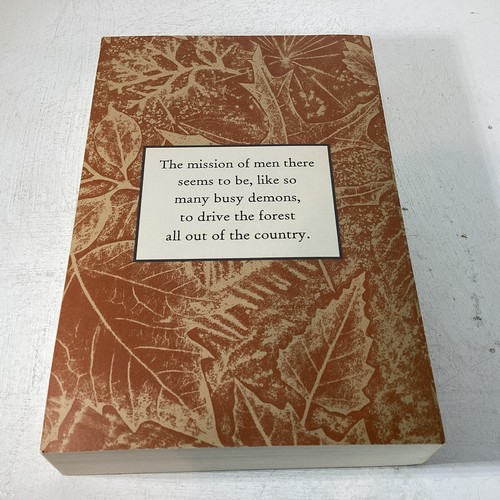 The mission of men there
seems to be, like so
many busy demons,
to drive the forest
all out of the country.